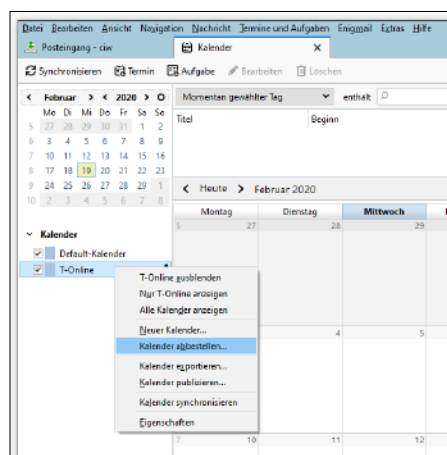 Datei Bearbeiten Ansicht Navigation Nachricht Termine und Aufgaben Enigmail Extras Hilfe
Posteingang - ciw Kalender ×
Synchronisieren Termin Aufgabe Bearbeiten Löschen
< Februar > < 2020 > O
Mo Di Mi Do Fr Sa So
5 27 28 29 30 31 1 2
6 3 4 5 6 7 8 9
7 10 11 12 13 14 15 16
8 17 18 19 20 21 22 23
9 24 25 26 27 28 29 1
10 2 3 4 5 6 7 8
Momentan gewählter Tag enthält
Titel Beginn
< Heute > Februar 2020
Montag Dienstag Mittwoch
5 27 28 29
Kalender
Default-Kalender
T-Online
T-Online ausblenden
Nur T-Online anzeigen
Alle Kalender anzeigen
Neuer Kalender...
Kalender abbestellen...
Kalender exportieren...
Kalender publizieren...
Kalender synchronisieren
Eigenschaften
4 5
7 10 11 12